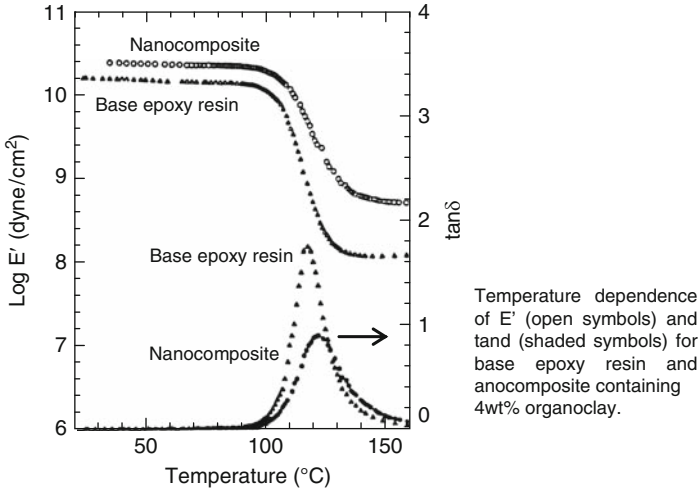 11
10
9
8
7
6
Log E′ (dyne/cm²)
4
3
2
1
0
tanδ
Nanocomposite
Base epoxy resin
Base epoxy resin
Nanocomposite
50
100
150
Temperature (°C)
Temperature dependence
of E' (open symbols) and
tand (shaded symbols) for
base epoxy resin and
anocomposite containing
4wt% organoclay.